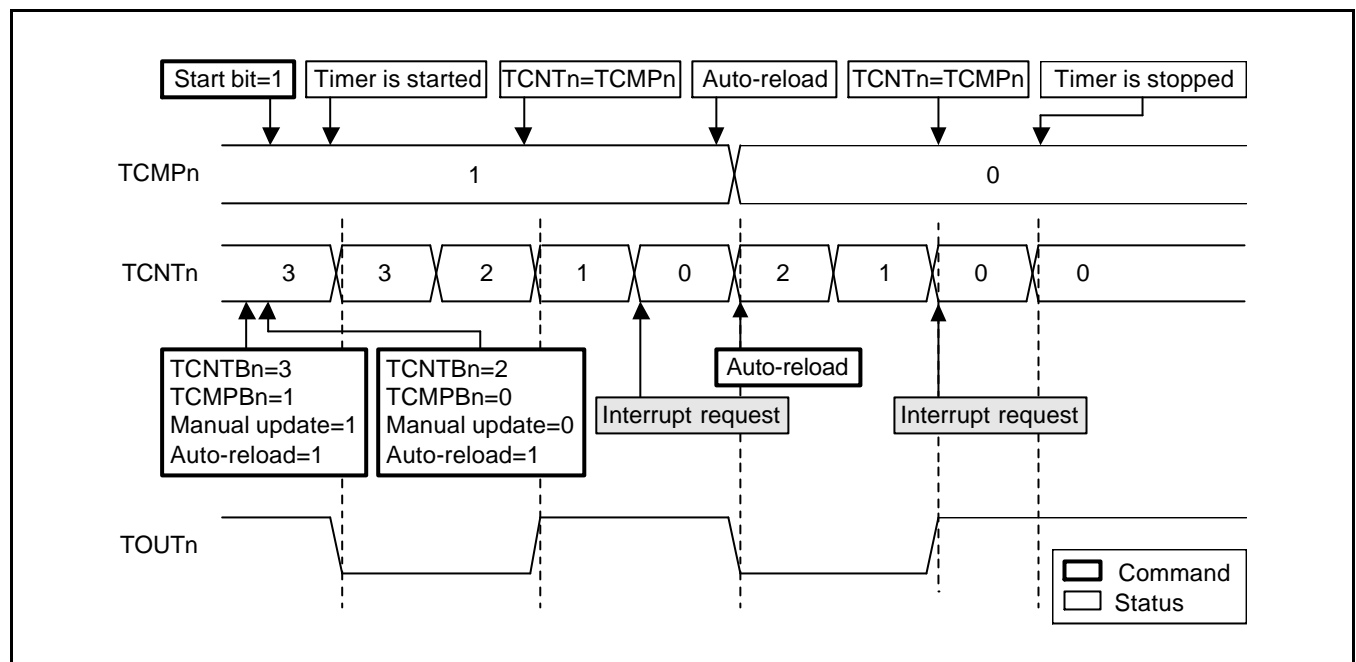 Start bit=1
Timer is started
TCNTn=TCMPn
Auto-reload
TCNTn=TCMPn
Timer is stopped
TCMPn
1
0
TCNTn
3
3
2
1
0
2
1
0
0
TCNTBn=3
TCMPBn=1
Manual update=1
Auto-reload=1
TCNTBn=2
TCMPBn=0
Manual update=0
Auto-reload=1
Interrupt request
Auto-reload
Interrupt request
TOUTn
Command
Status